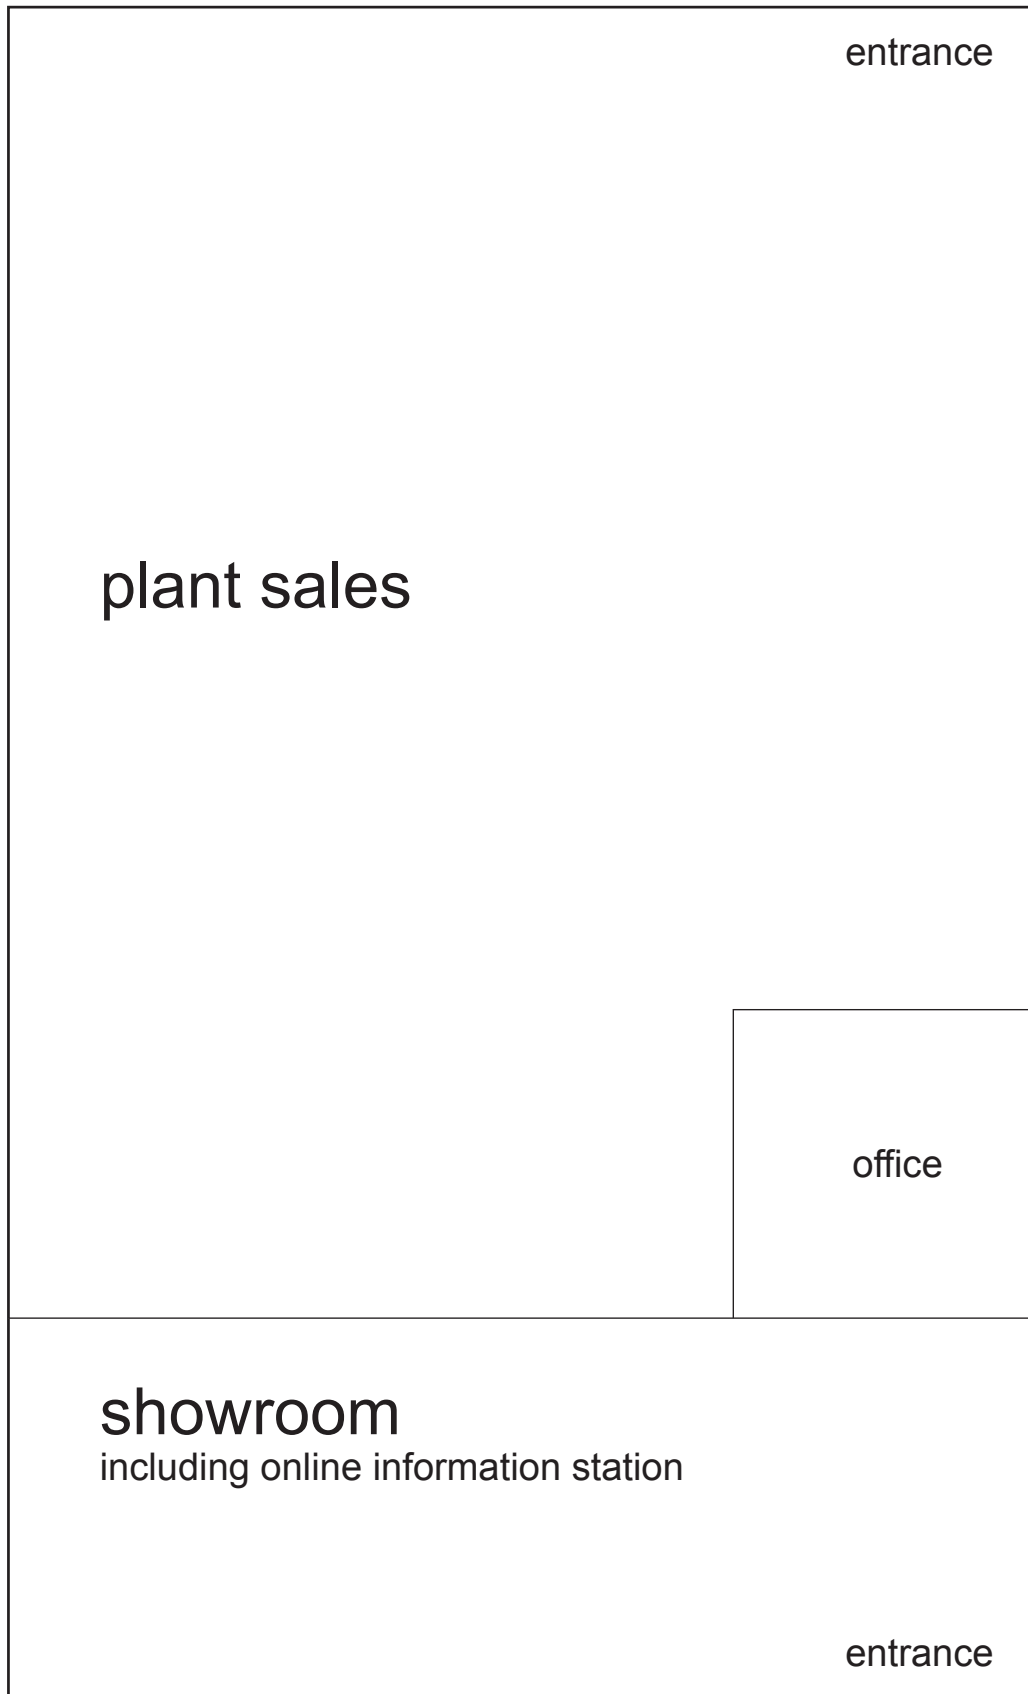 entrance
plant sales
office
showroom
including online information station
entrance